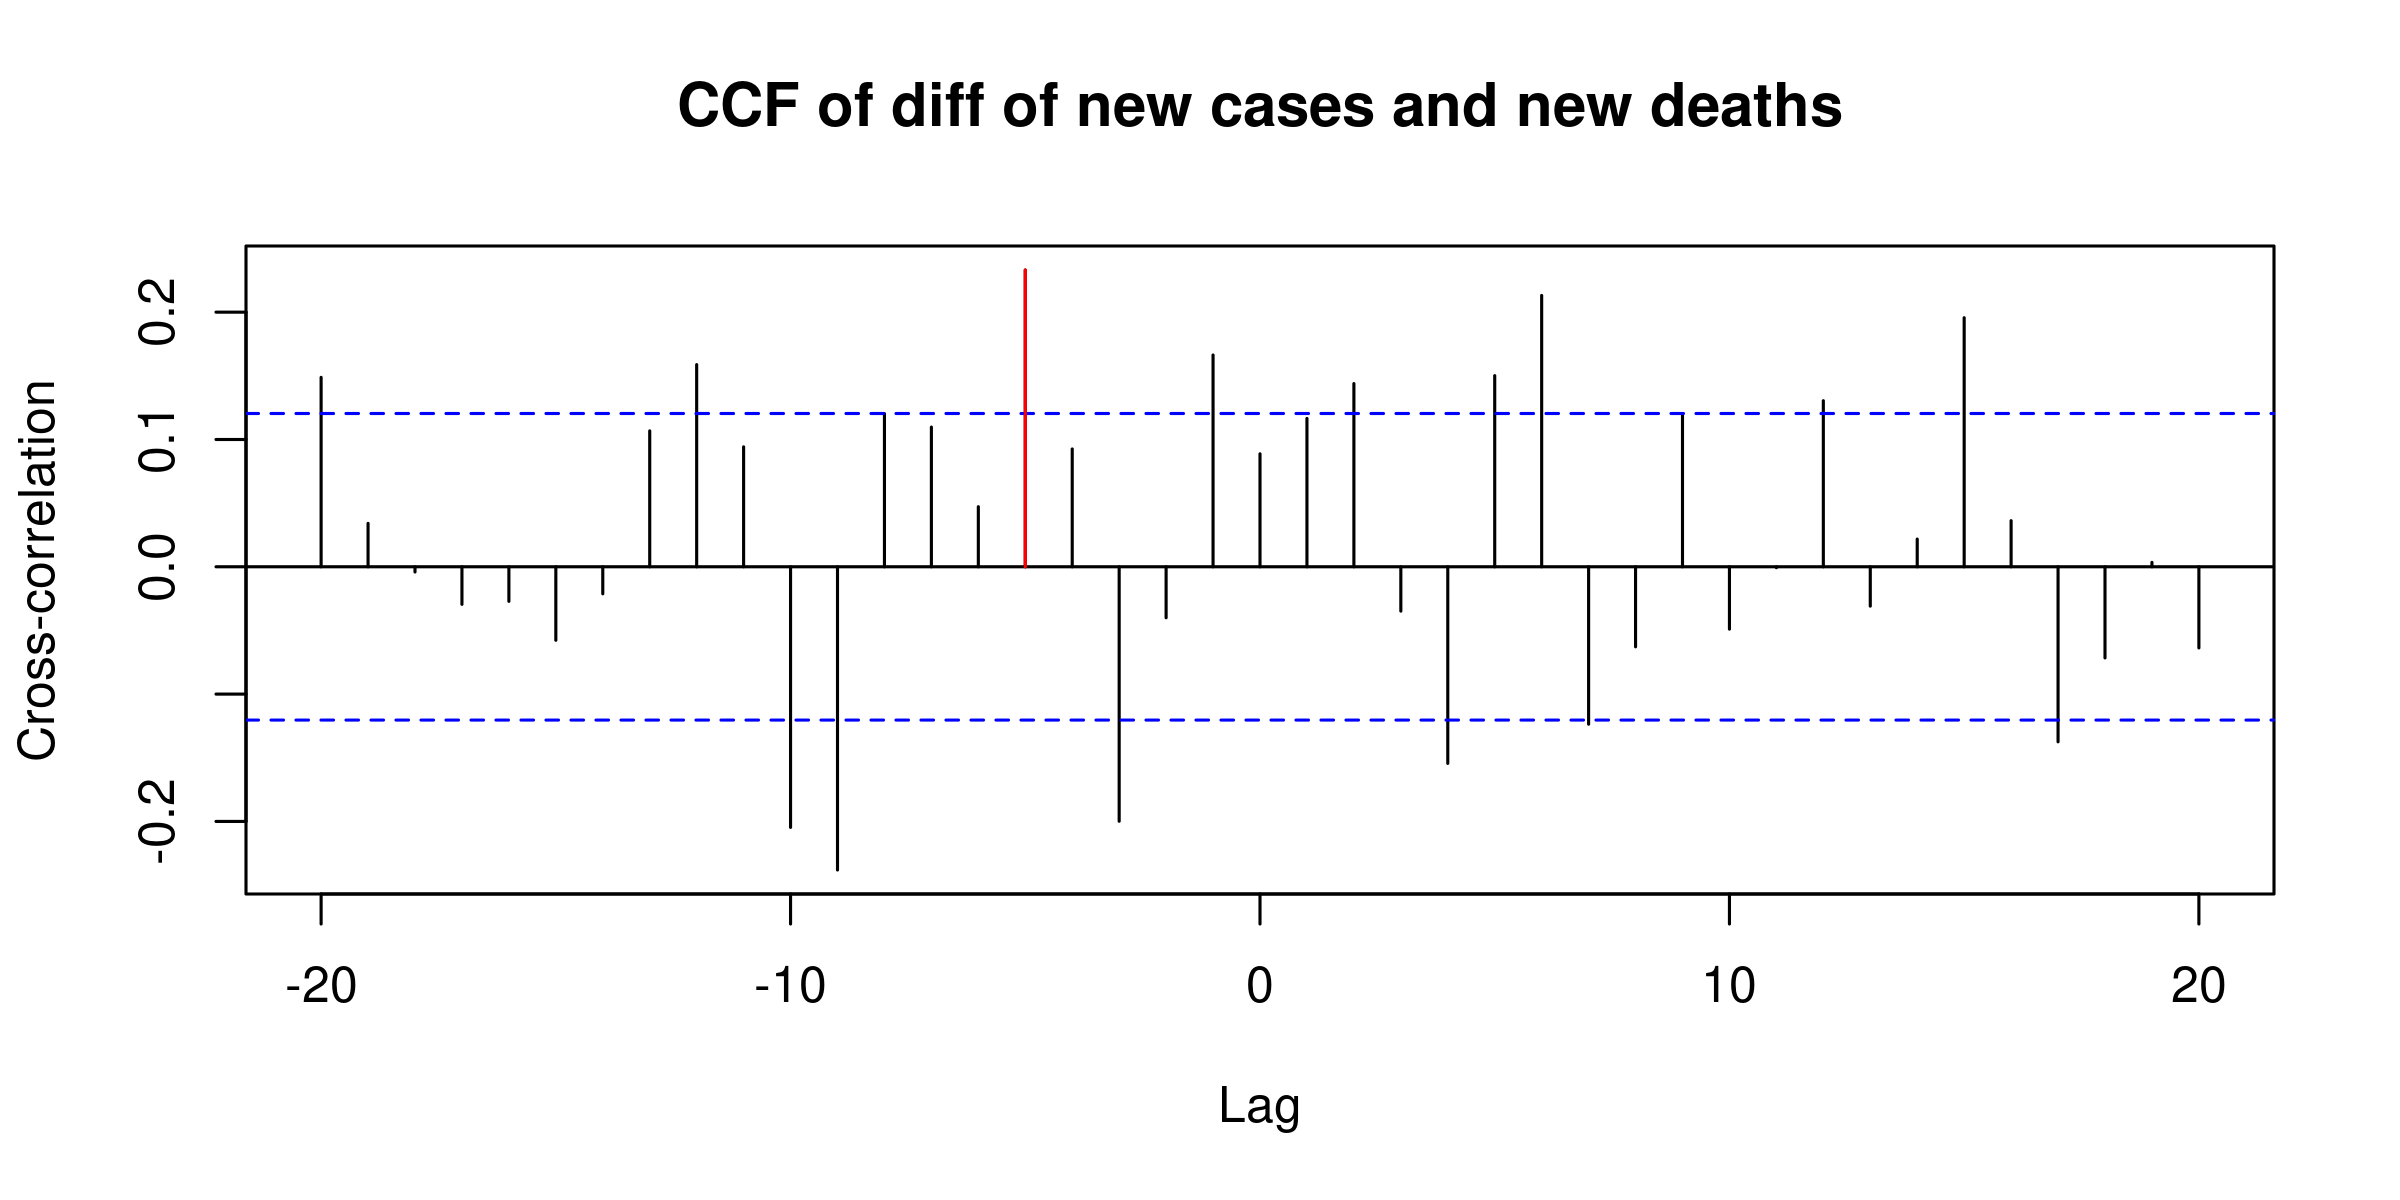 CCF of diff of new cases and new deaths
Cross-correlation
0.2
0.1
0.0
-0.2
-20 -10 0 10 20
Lag